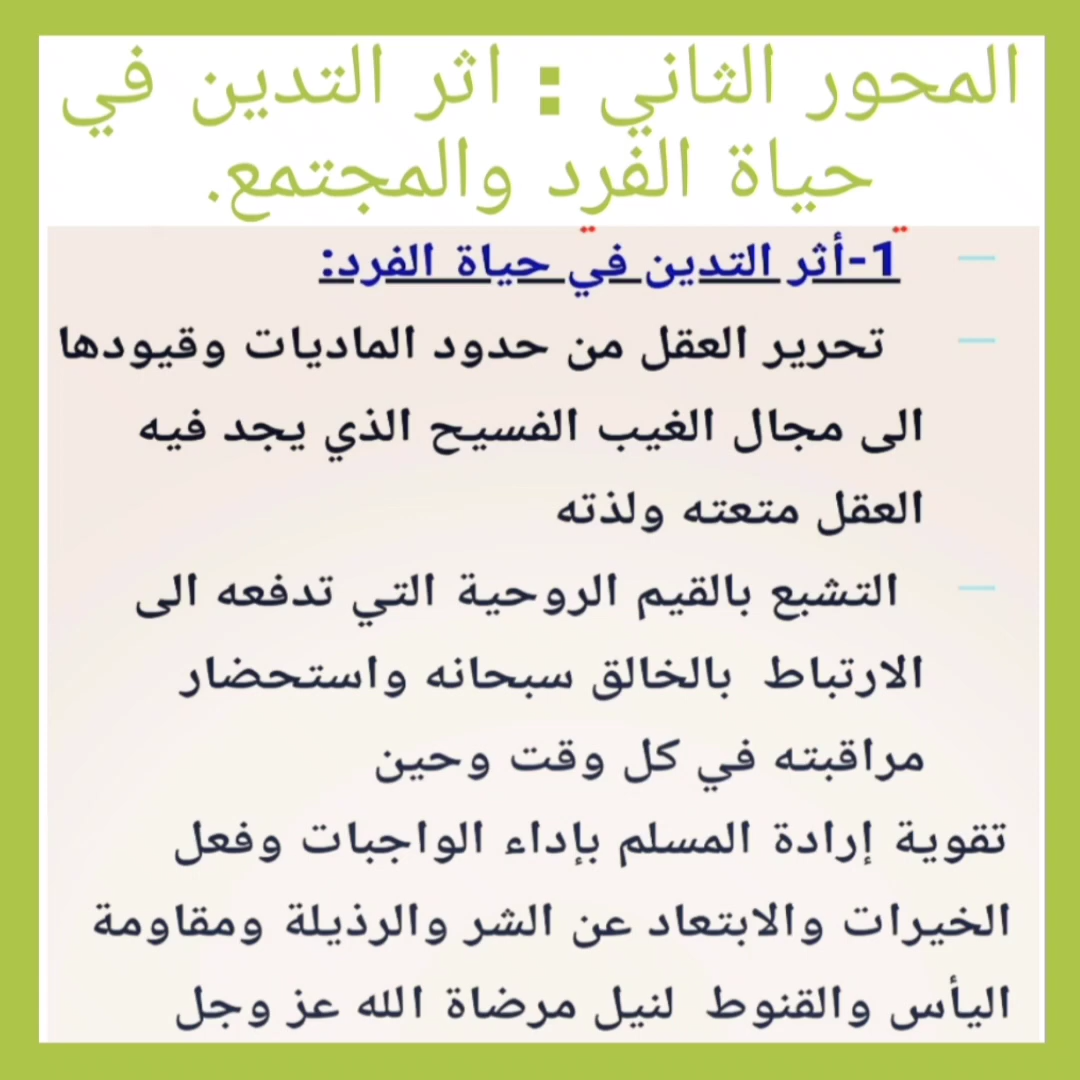 المحور الثاني : اثر التدين في
حياة الفرد والمجتمع.
1-أثر التدين في حياة الفرد:
تحرير العقل من حدود الماديات وقيودها
الى مجال الغيب الفسيح الذي يجد فيه
العقل متعته ولذته
التشبع بالقيم الروحية التي تدفعه الى
الارتباط بالخالق سبحانه واستحضار
مراقبته في كل وقت وحين
تقوية إرادة المسلم بإداء الواجبات وفعل
الخيرات والابتعاد عن الشر والرذيلة ومقاومة
اليأس والقنوط لنيل مرضاة الله عز وجل